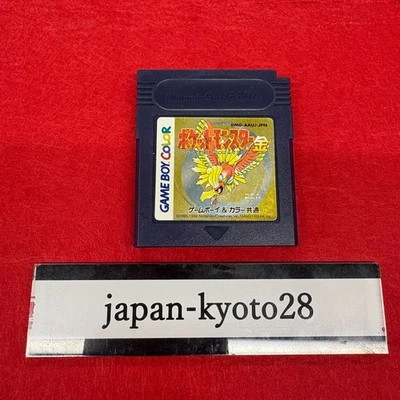 DMG-AAUJ-JPN
ポケットモンスター金
GAME BOY COLOR
ゲームボーイ&カラー共通
japan-kyoto28